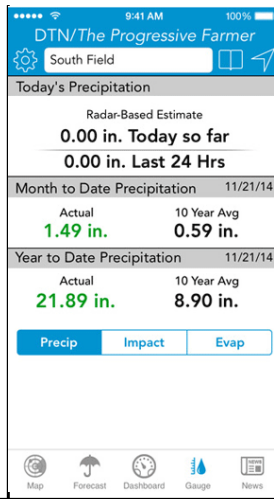 9:41 AM 100%
DTN/The Progressive Farmer
South Field
Today's Precipitation
Radar-Based Estimate
0.00 in. Today so far
0.00 in. Last 24 Hrs
Month to Date Precipitation 11/21/14
Actual 10 Year Avg
1.49 in. 0.59 in.
Year to Date Precipitation 11/21/14
Actual 10 Year Avg
21.89 in. 8.90 in.
Precip Impact Evap
Map Forecast Dashboard Gauge News